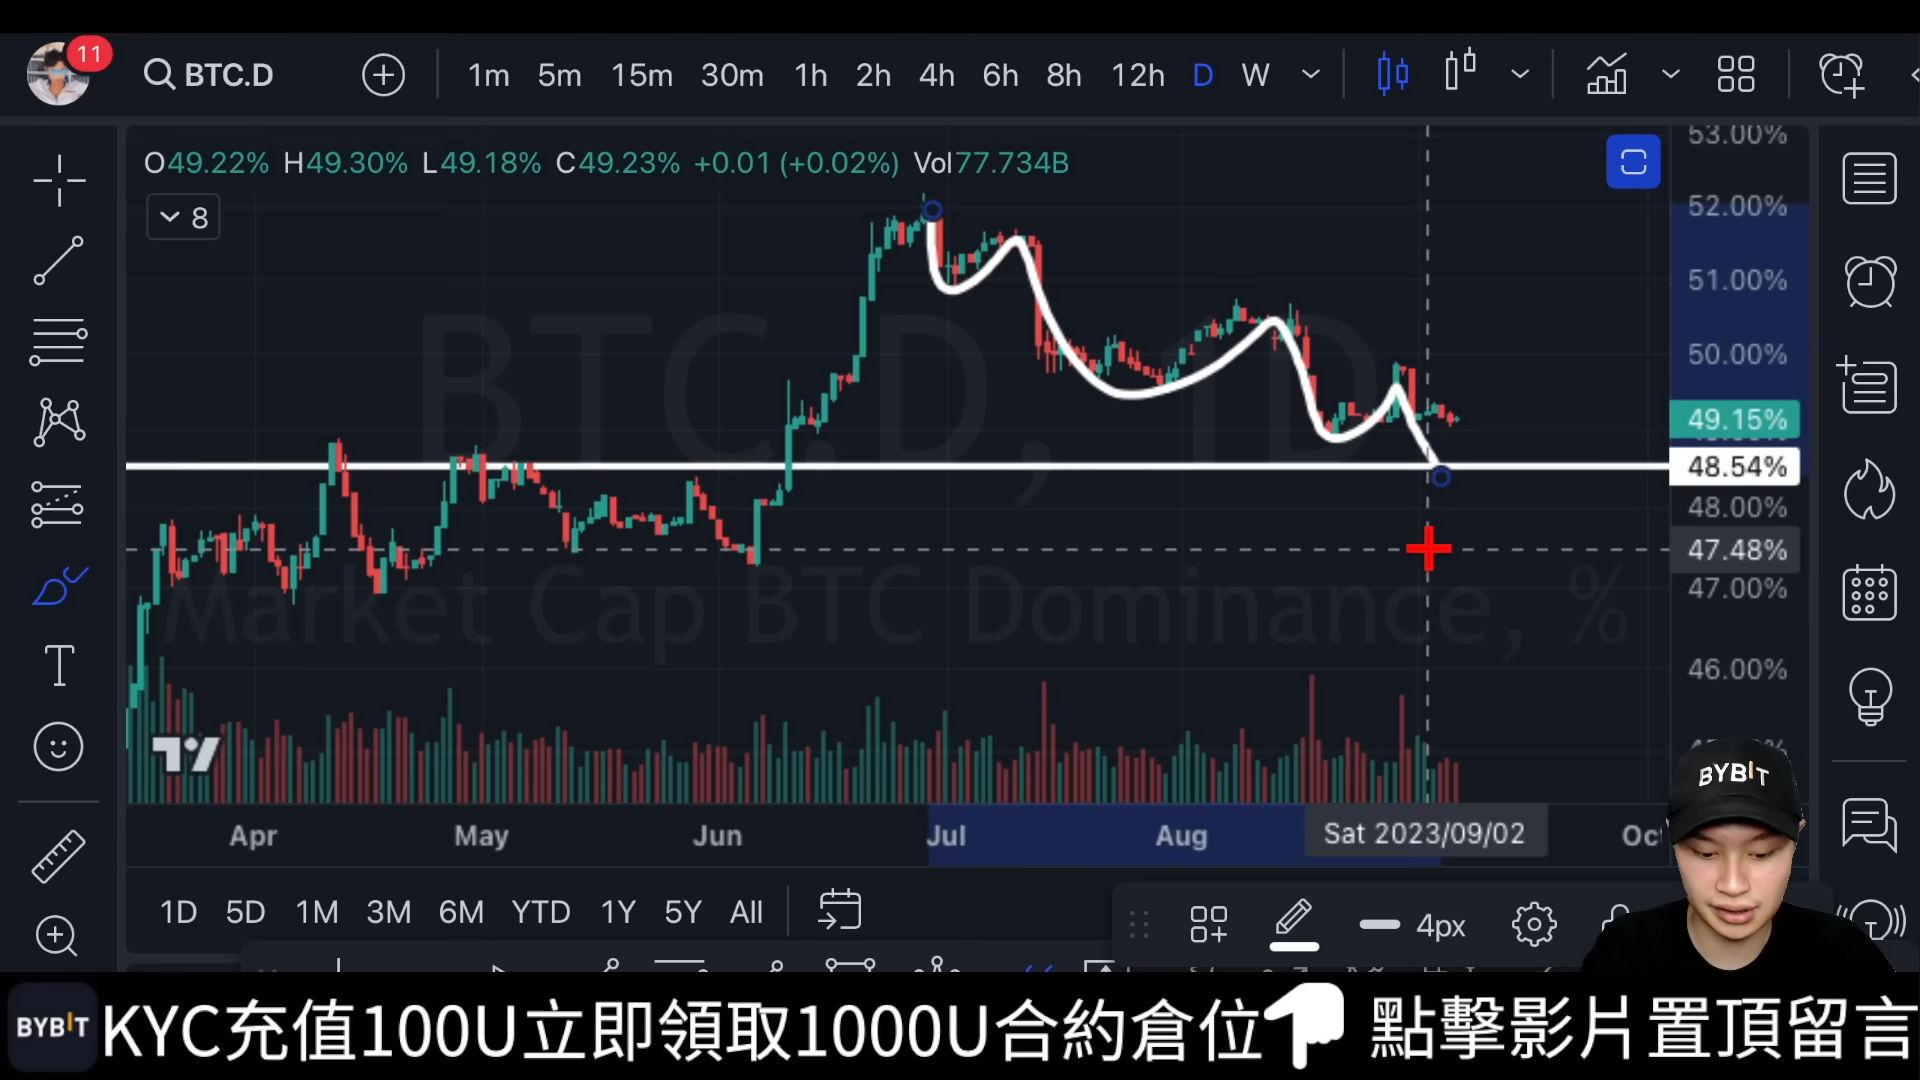 11
BTC.D
1m 5m 15m 30m 1h 2h 4h 6h 8h 12h D W
O49.22% H49.30% L49.18% C49.23% +0.01 (+0.02%) Vol77.734B
8
BTC.D, 1D
Market Cap BTC Dominance, %
53.00%
52.00%
51.00%
50.00%
49.15%
48.54%
48.00%
47.48%
47.00%
46.00%
Apr May Jun Jul Aug Sat 2023/09/02 Oct
1D 5D 1M 3M 6M YTD 1Y 5Y All
4px
BYBIT
BYBIT KYC充值100U立即領取1000U合約倉位 點擊影片置頂留言